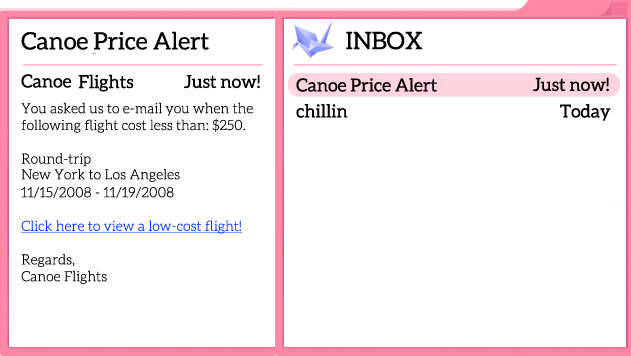 Canoe Price Alert
Canoe Flights Just now!
You asked us to e-mail you when the
following flight cost less than: $250.
Round-trip
New York to Los Angeles
11/15/2008 - 11/19/2008
Click here to view a low-cost flight!
Regards,
Canoe Flights
INBOX
Canoe Price Alert Just now!
chillin Today